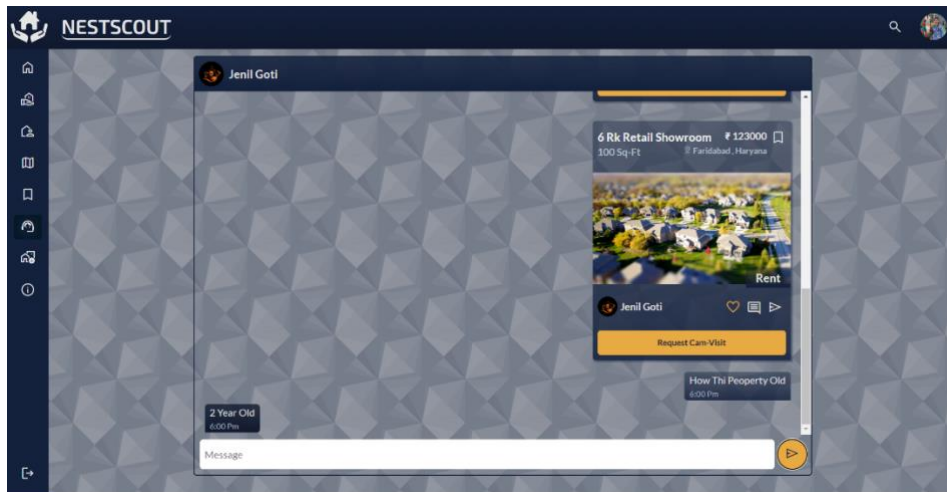 NESTSCOUT
Jenil Goti
6 Rk Retail Showroom ₹ 123000
100 Sq-Ft Faridabad , Haryana
Rent
Jenil Goti
Request Cam-Visit
How Thi Peoperty Old
6:00 Pm
2 Year Old
6:00 Pm
Message